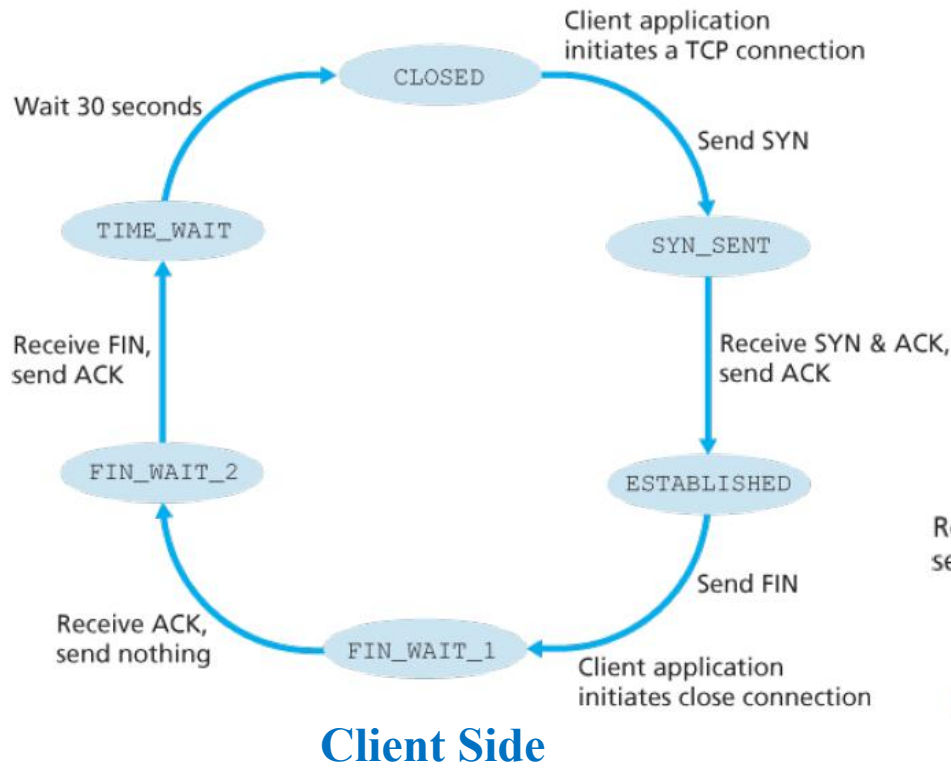 Client application
initiates a TCP connection
CLOSED
Wait 30 seconds
Send SYN
TIME_WAIT
SYN_SENT
Receive FIN,
send ACK
Receive SYN & ACK,
send ACK
FIN_WAIT_2
ESTABLISHED
Send FIN
Receive ACK,
send nothing
FIN_WAIT_1
Client application
initiates close connection
Client Side